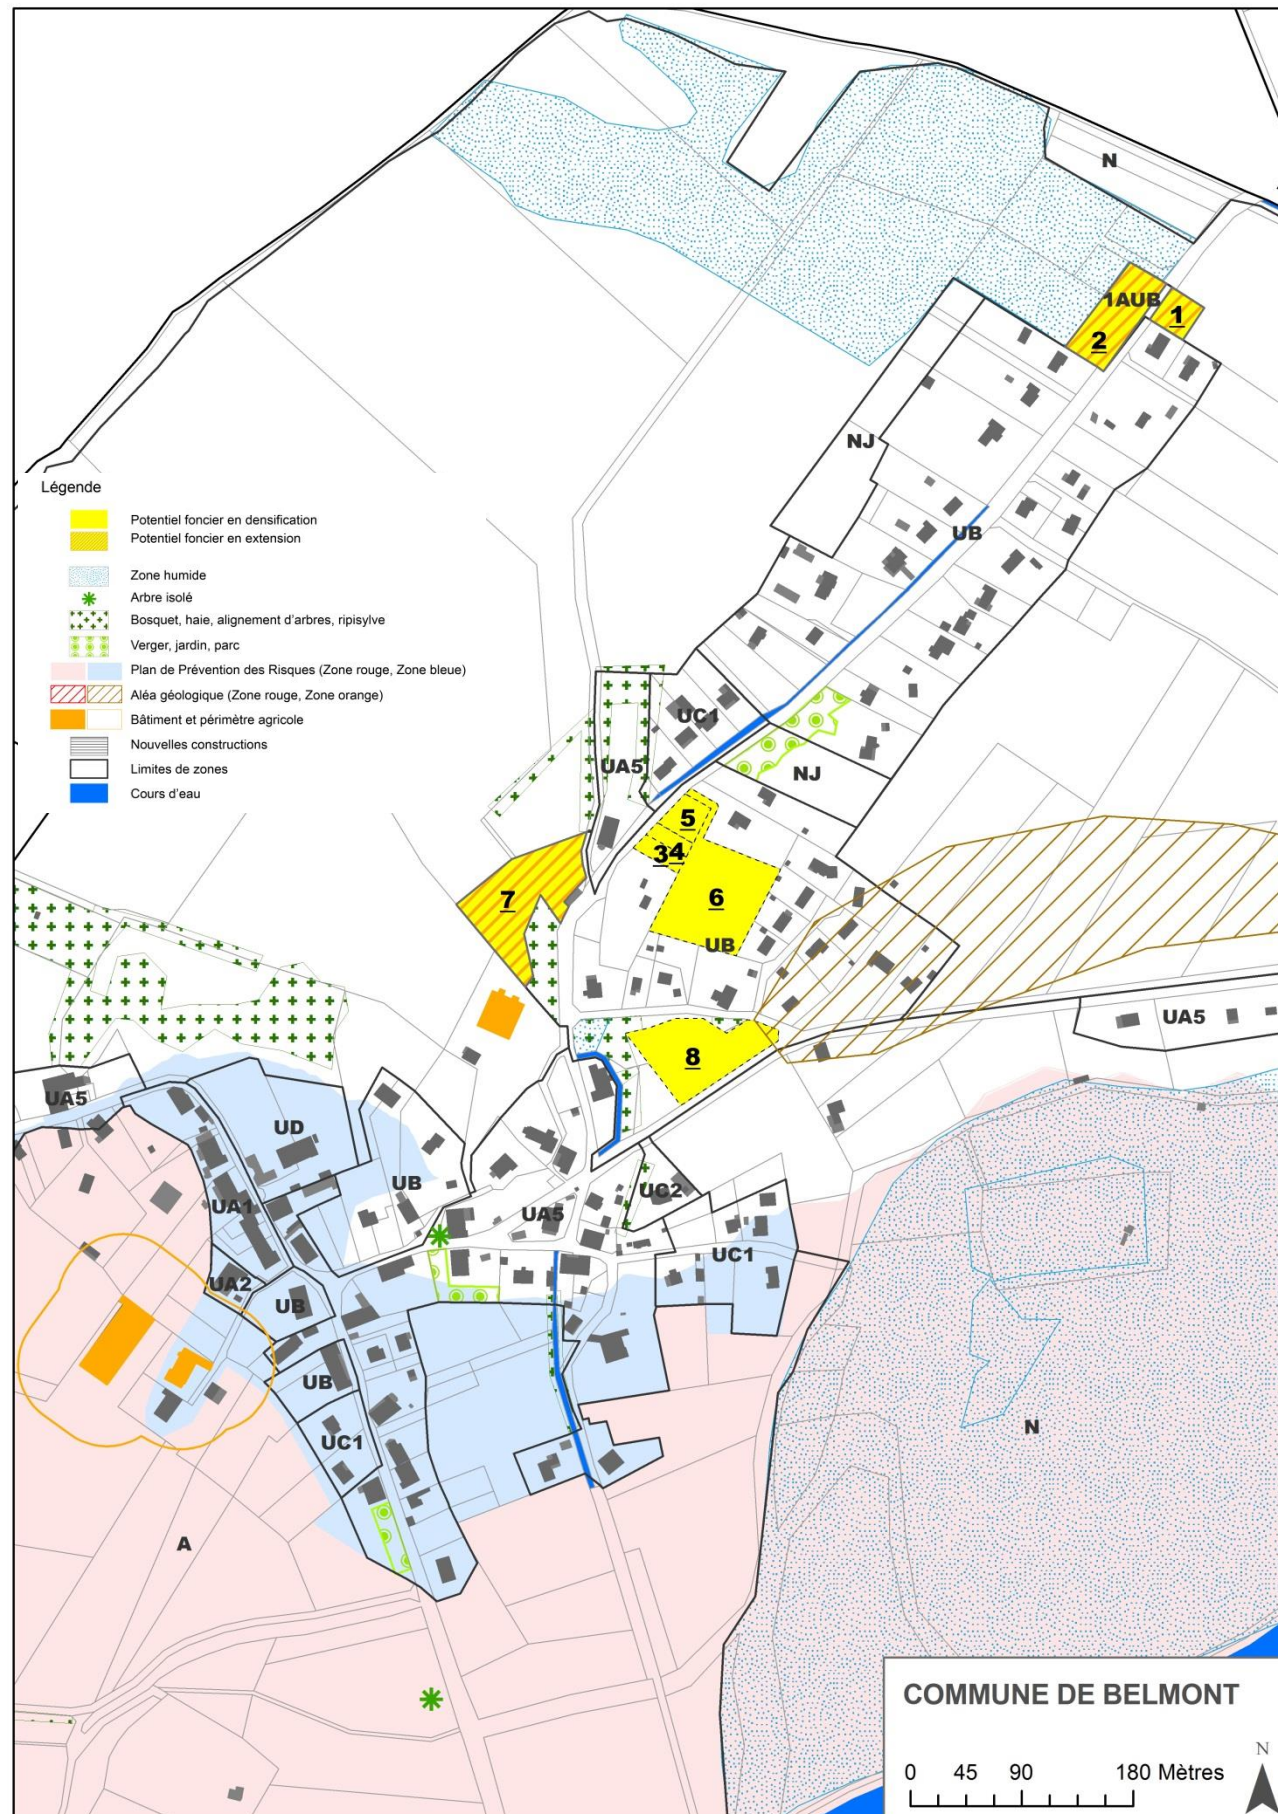 N
1AUB
1
2
NJ
Légende
Potentiel foncier en densification
Potentiel foncier en extension
UB
Zone humide
Arbre isolé
Bosquet, haie, alignement d'arbres, ripisylve
Verger, jardin, parc
Plan de Prévention des Risques (Zone rouge, Zone bleue)
Aléa géologique (Zone rouge, Zone orange)
Bâtiment et périmètre agricole
Nouvelles constructions
Limites de zones
Cours d'eau
UC1
UA5
NJ
5
3 4
7
6
UB
UA5
8
UA5
UD
UB
UC2
UA1
UA5
UC1
UA2
UB
UB
UC1
N
A
COMMUNE DE BELMONT
N
0 45 90 180 Mètres